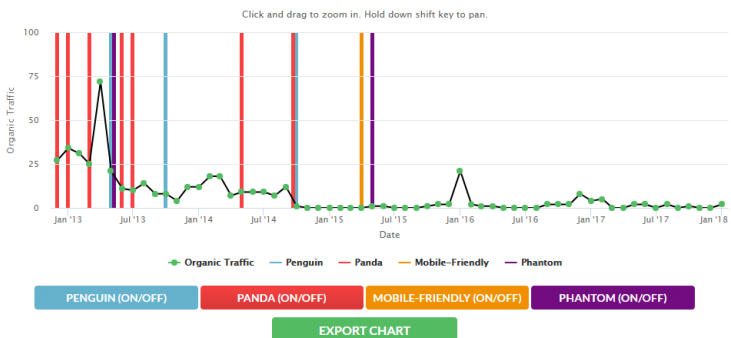 Click and drag to zoom in. Hold down shift key to pan.
100
75
50
25
0
Organic Traffic
Jan '13
Jul '13
Jan '14
Jul '14
Jan '15
Jul '15
Jan '16
Jul '16
Jan '17
Jul '17
Jan '18
Date
Organic Traffic
Penguin
Panda
Mobile-Friendly
Phantom
PENGUIN (ON/OFF)
PANDA (ON/OFF)
MOBILE-FRIENDLY (ON/OFF)
PHANTOM (ON/OFF)
EXPORT CHART